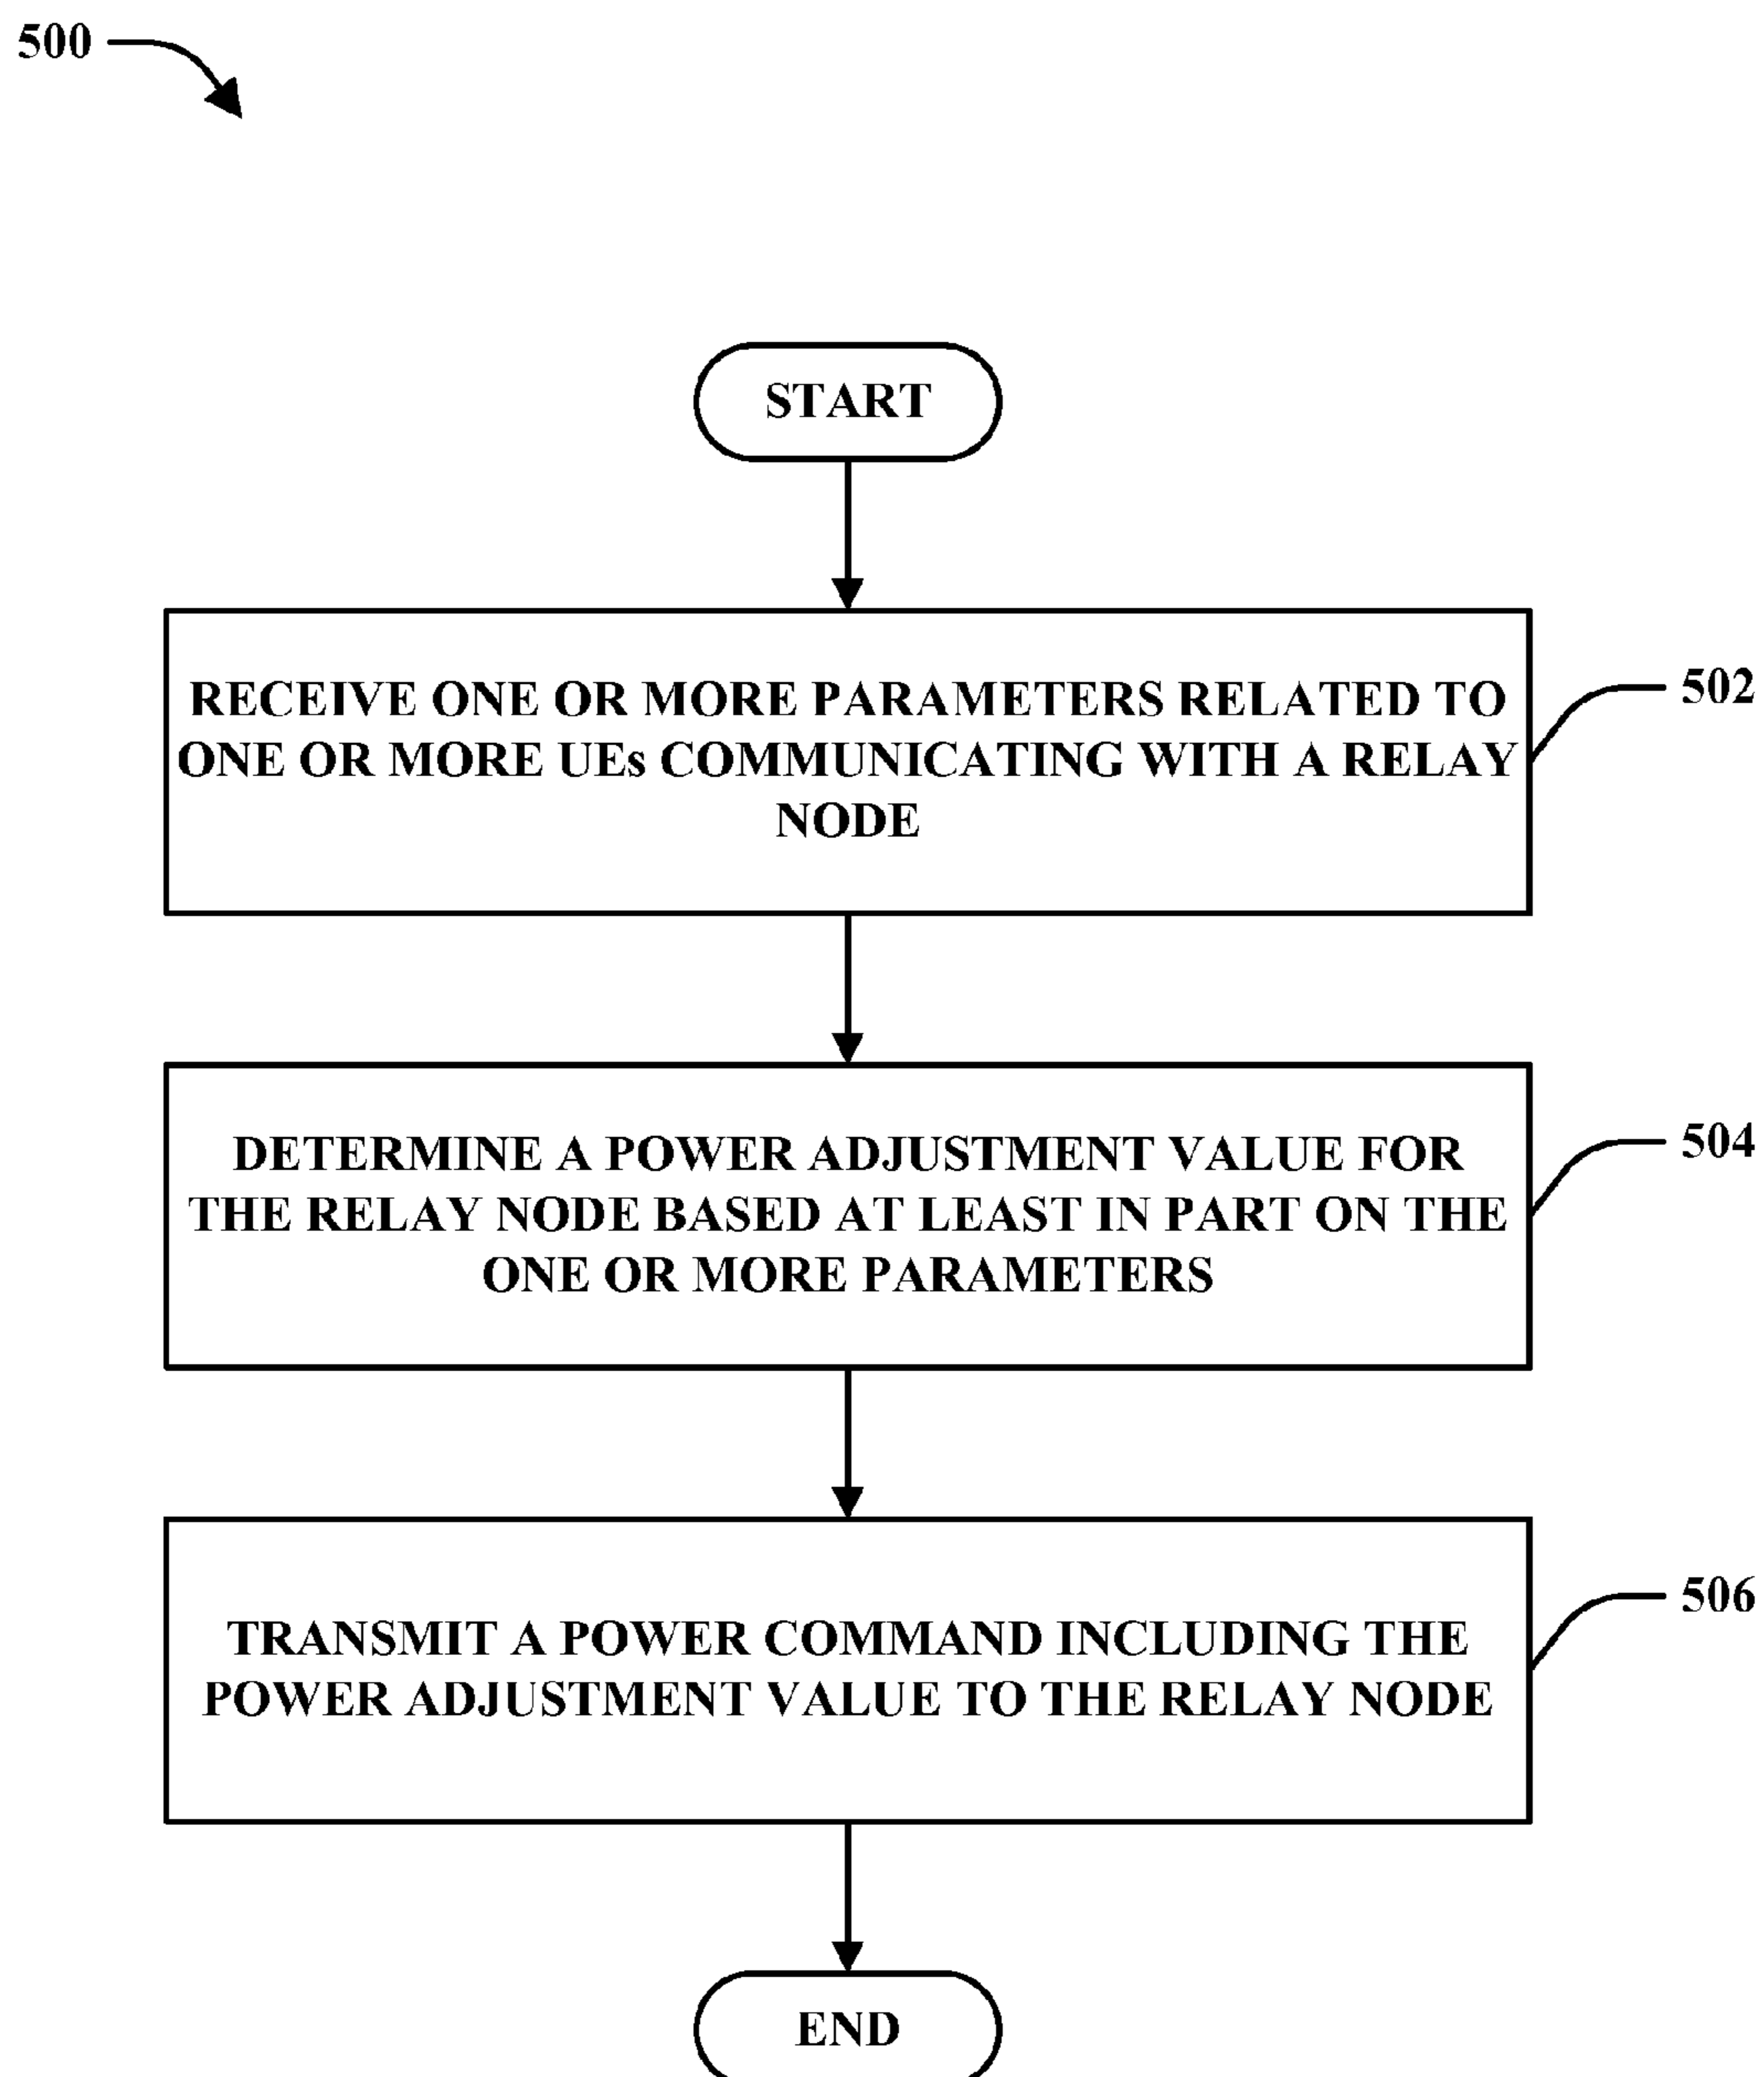 500
START
RECEIVE ONE OR MORE PARAMETERS RELATED TO
ONE OR MORE UEs COMMUNICATING WITH A RELAY
NODE
502
DETERMINE A POWER ADJUSTMENT VALUE FOR
THE RELAY NODE BASED AT LEAST IN PART ON THE
ONE OR MORE PARAMETERS
504
TRANSMIT A POWER COMMAND INCLUDING THE
POWER ADJUSTMENT VALUE TO THE RELAY NODE
506
END